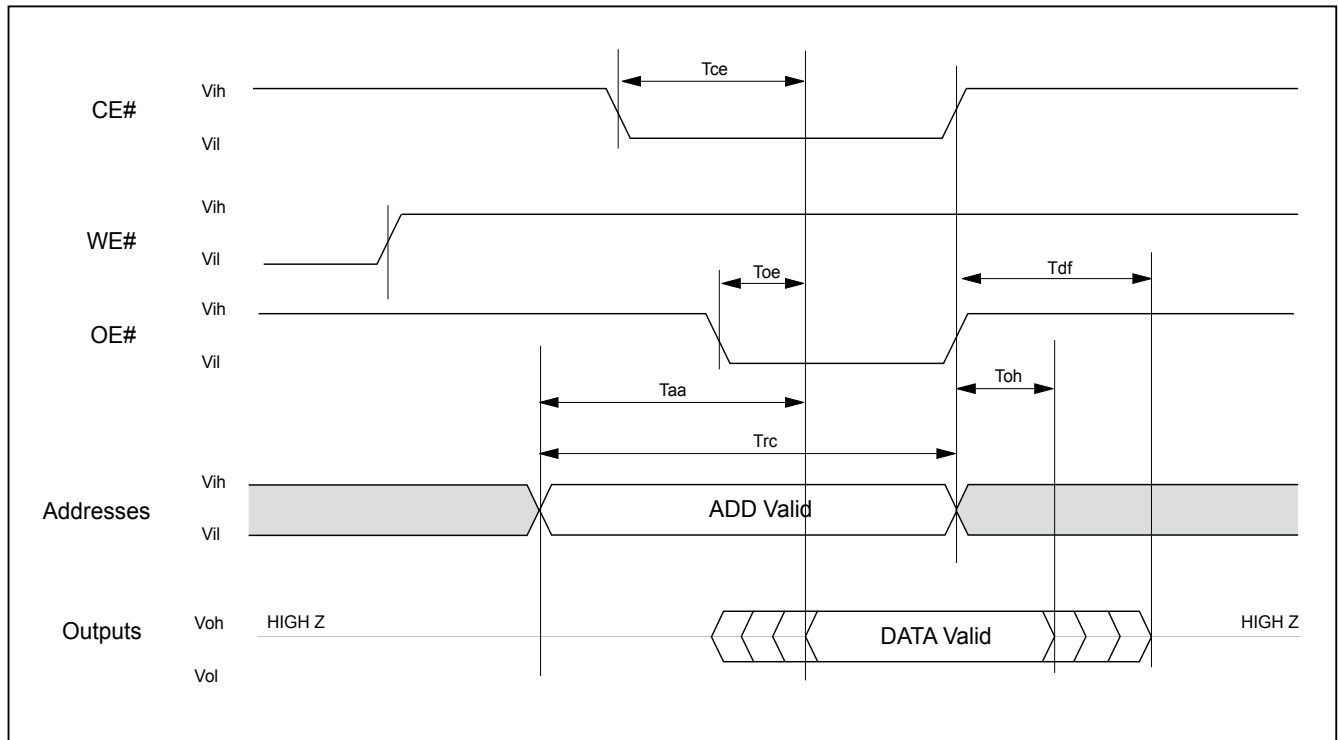 Tce
Vih
CE#
Vil
Vih
WE#
Vil
Toe
Tdf
Vih
OE#
Vil
Toh
Taa
Trc
Vih
Addresses
ADD Valid
Vil
Voh
HIGH Z
HIGH Z
Outputs
DATA Valid
Vol